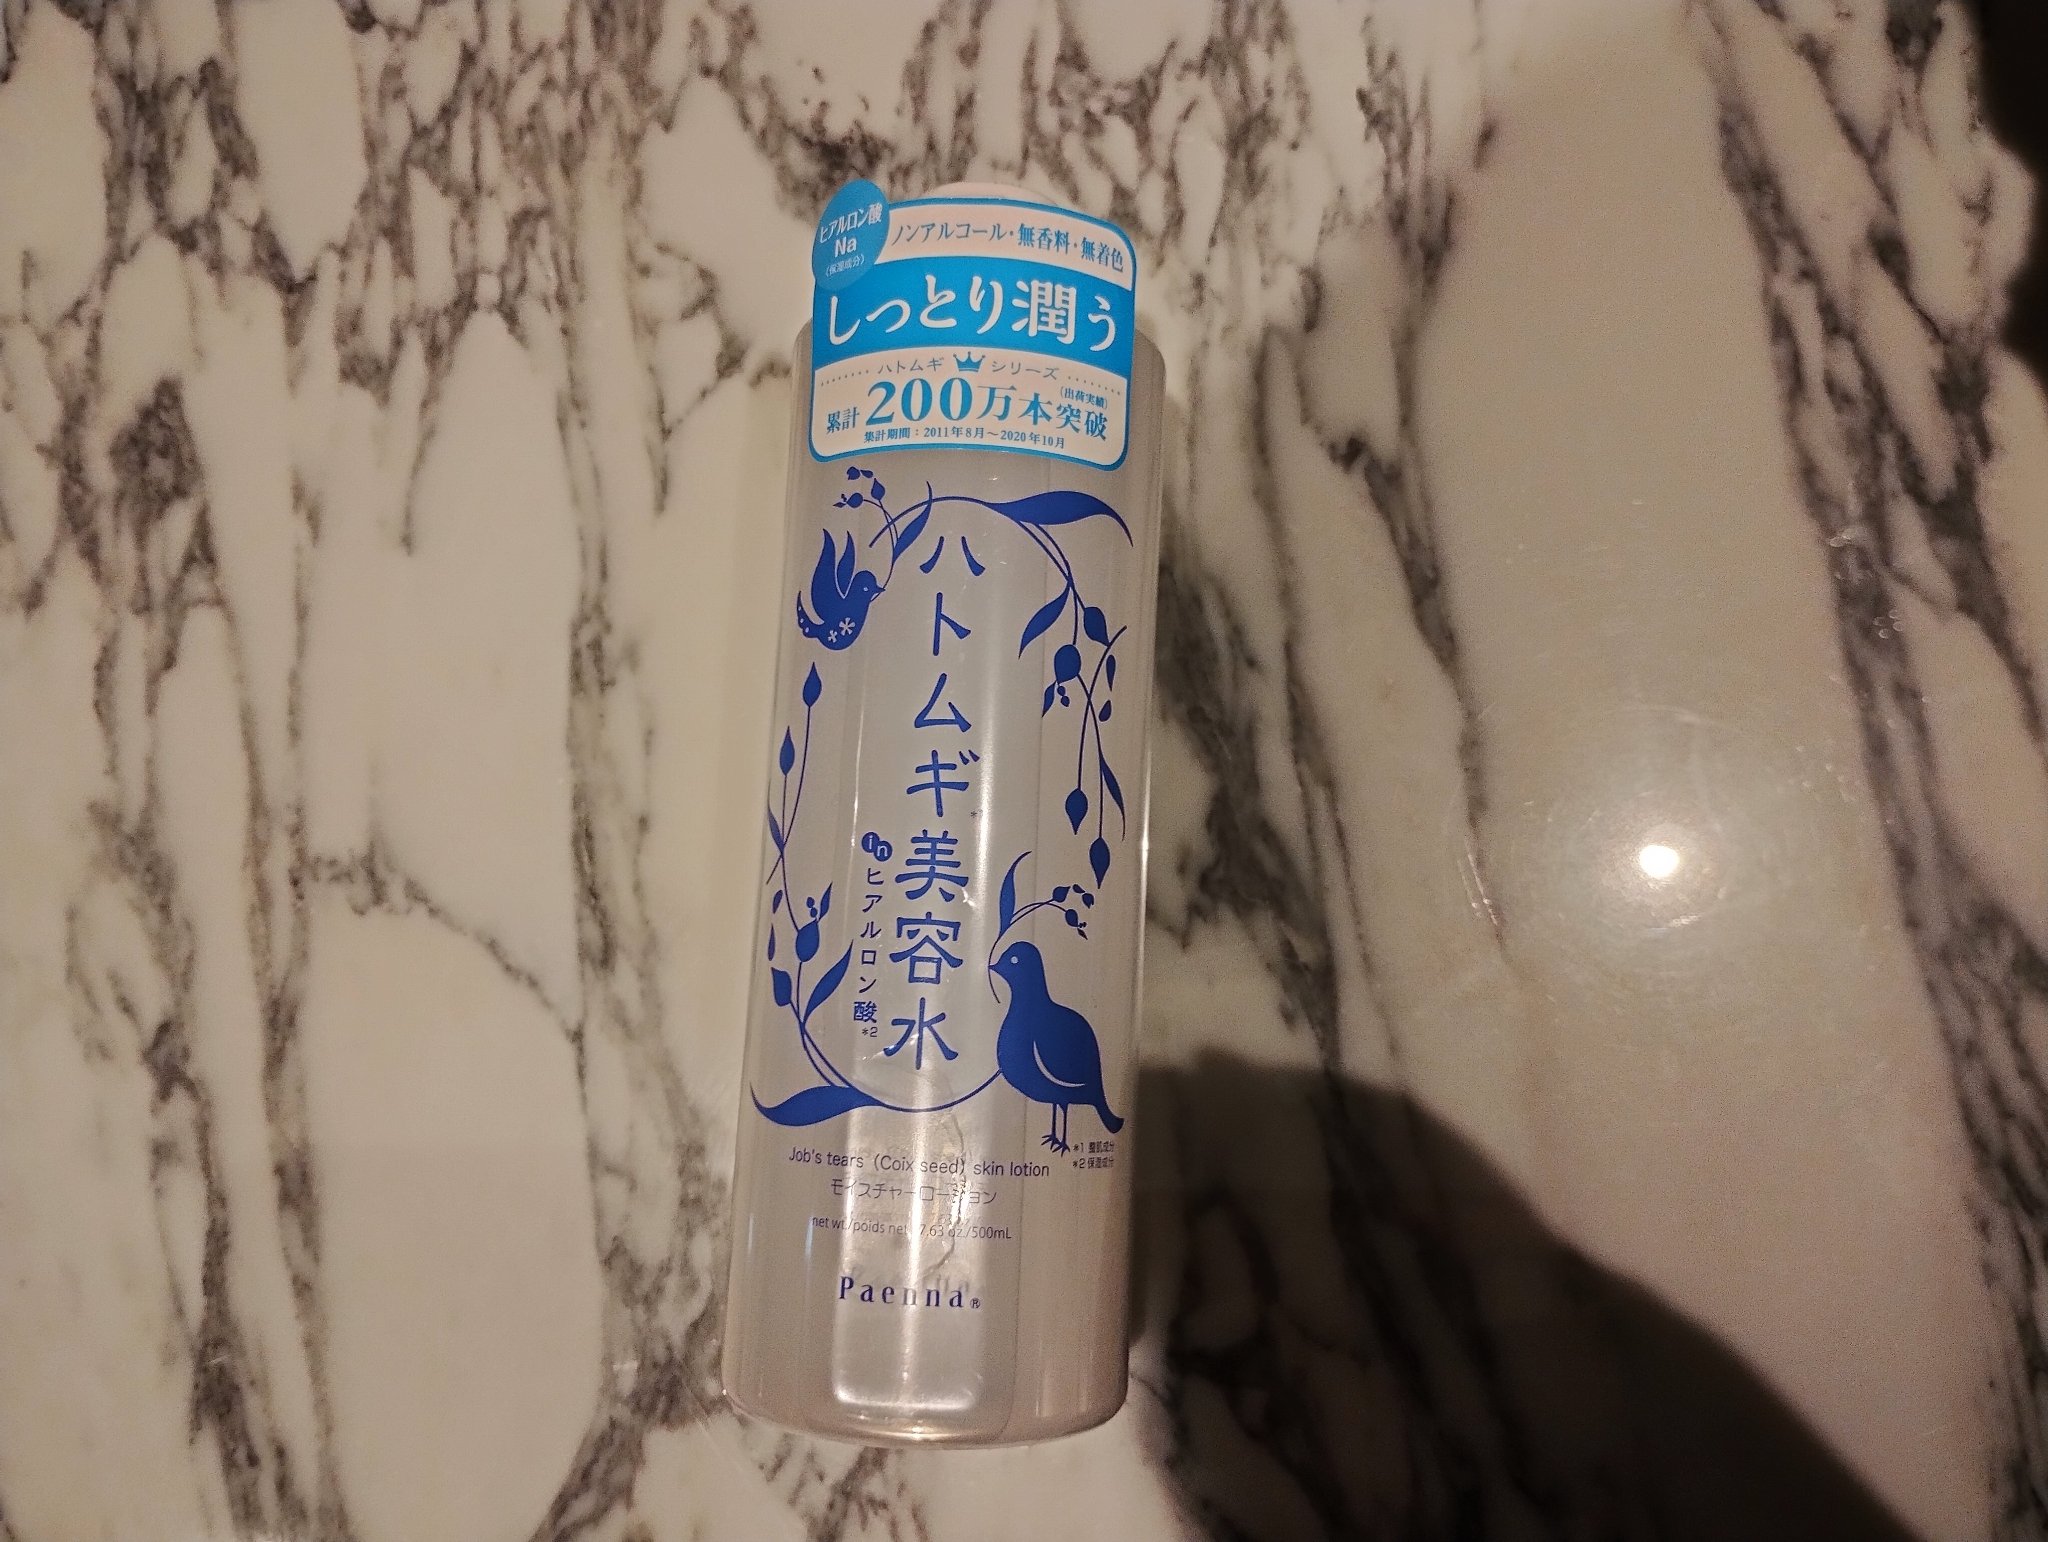 ヒアルロン酸
Na
(保湿成分)
ノンアルコール・無香料・無着色
しっとり潤う
ハトムギ シリーズ
累計200万本突破
(出荷実績)
集計期間：2011年8月～2020年10月
ハトムギ美容水
in ヒアルロン酸
*2
*1 整肌成分
*2 保湿成分
Job's tears (Coix seed) skin lotion
モイスチャーローション
net wt./poids net 7.63 oz./500mL
Paenna®